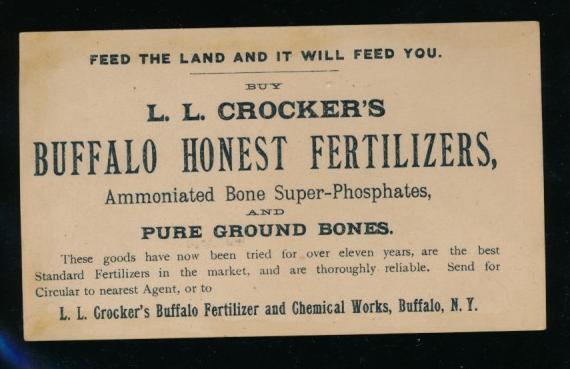 FEED THE LAND AND IT WILL FEED YOU.
BUY
L. L. CROCKER'S
BUFFALO HONEST FERTILIZERS,
Ammoniated Bone Super-Phosphates,
AND
PURE GROUND BONES.
These goods have now been tried for over eleven years, are the best
Standard Fertilizers in the market, and are thoroughly reliable. Send for
Circular to nearest Agent, or to
L. L. Crocker's Buffalo Fertilizer and Chemical Works, Buffalo, N. Y.